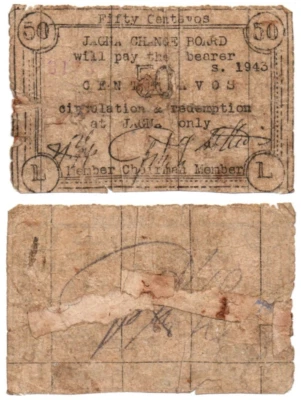 Fifty Centavos
50 50
JAGNA CHANGE BOARD
will pay the bearer
50 s. 1943
CENTAVOS
circulation & redemption
at JAGNA only
L L
Member Chairman Member